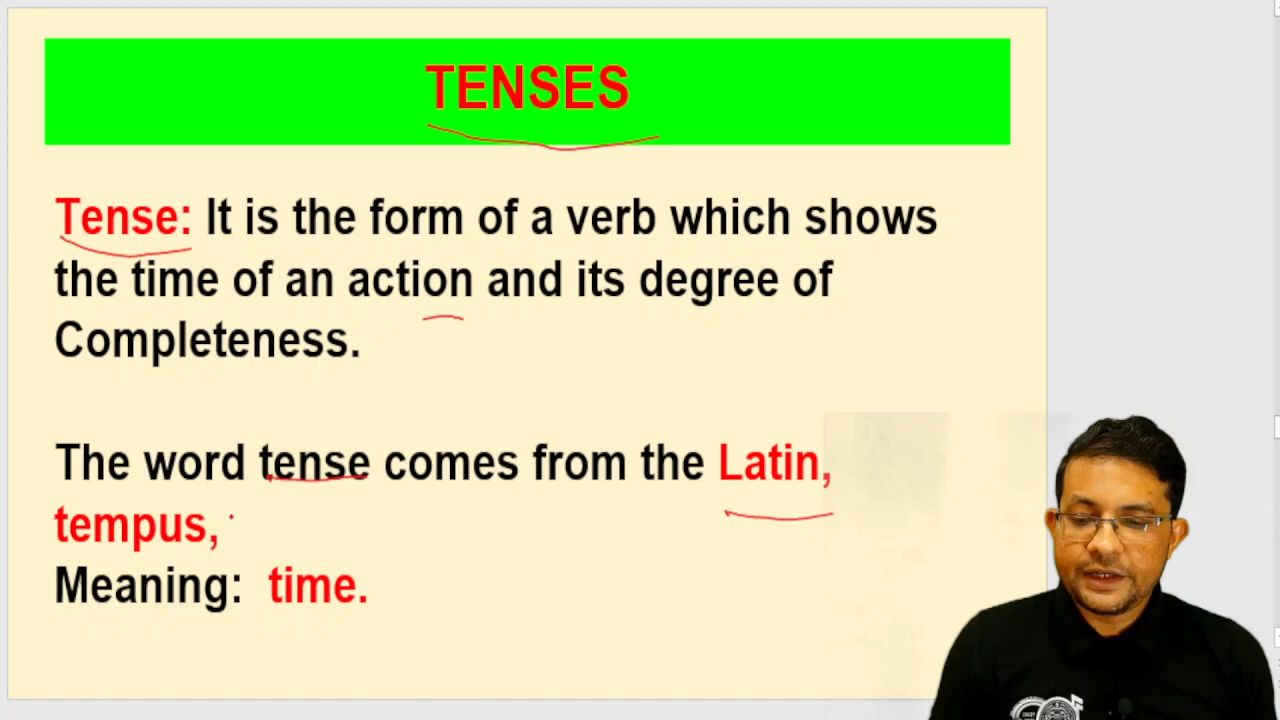 TENSES
Tense: It is the form of a verb which shows
the time of an action and its degree of
Completeness.
The word tense comes from the Latin,
tempus,
Meaning: time.